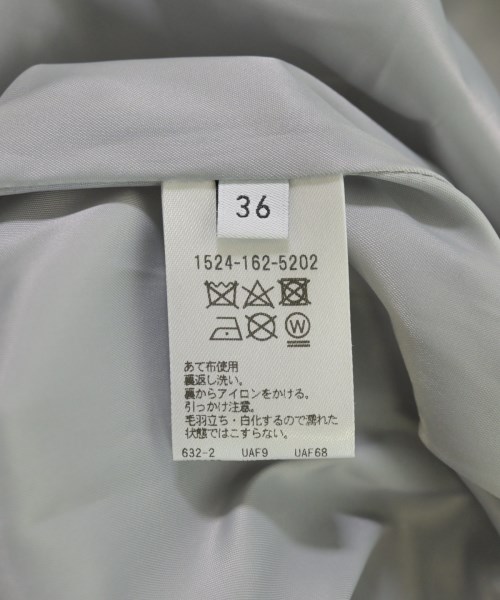 36
1524-162-5202
W
あて布使用
裏返し洗い。
裏からアイロンをかける。
引っかけ注意。
毛羽立ち・白化するので濡れた
状態ではこすらない。
632-2 UAF9 UAF68